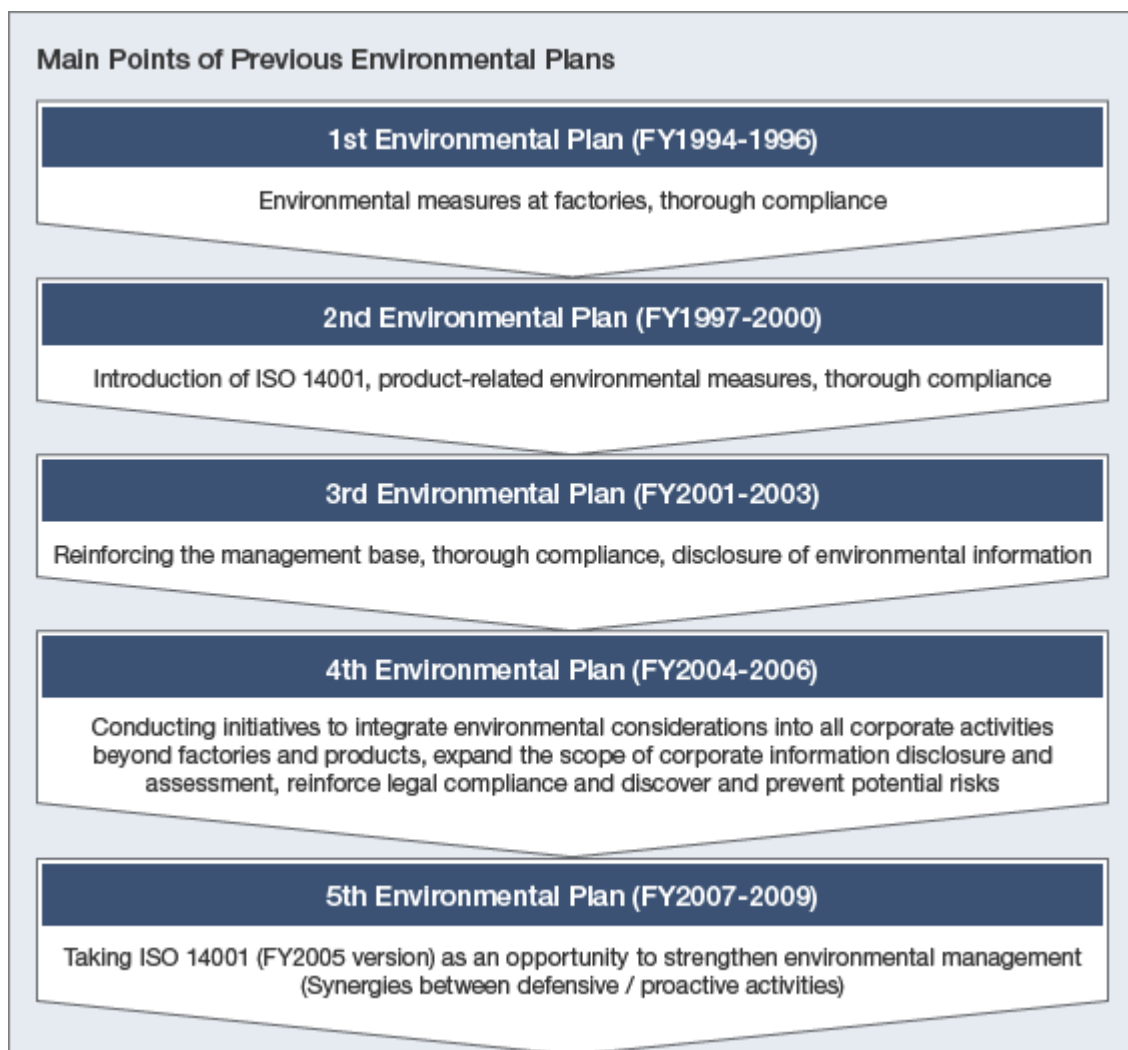 Main Points of Previous Environmental Plans
1st Environmental Plan (FY1994-1996)
Environmental measures at factories, thorough compliance
2nd Environmental Plan (FY1997-2000)
Introduction of ISO 14001, product-related environmental measures, thorough compliance
3rd Environmental Plan (FY2001-2003)
Reinforcing the management base, thorough compliance, disclosure of environmental information
4th Environmental Plan (FY2004-2006)
Conducting initiatives to integrate environmental considerations into all corporate activities
beyond factories and products, expand the scope of corporate information disclosure and
assessment, reinforce legal compliance and discover and prevent potential risks
5th Environmental Plan (FY2007-2009)
Taking ISO 14001 (FY2005 version) as an opportunity to strengthen environmental management
(Synergies between defensive / proactive activities)